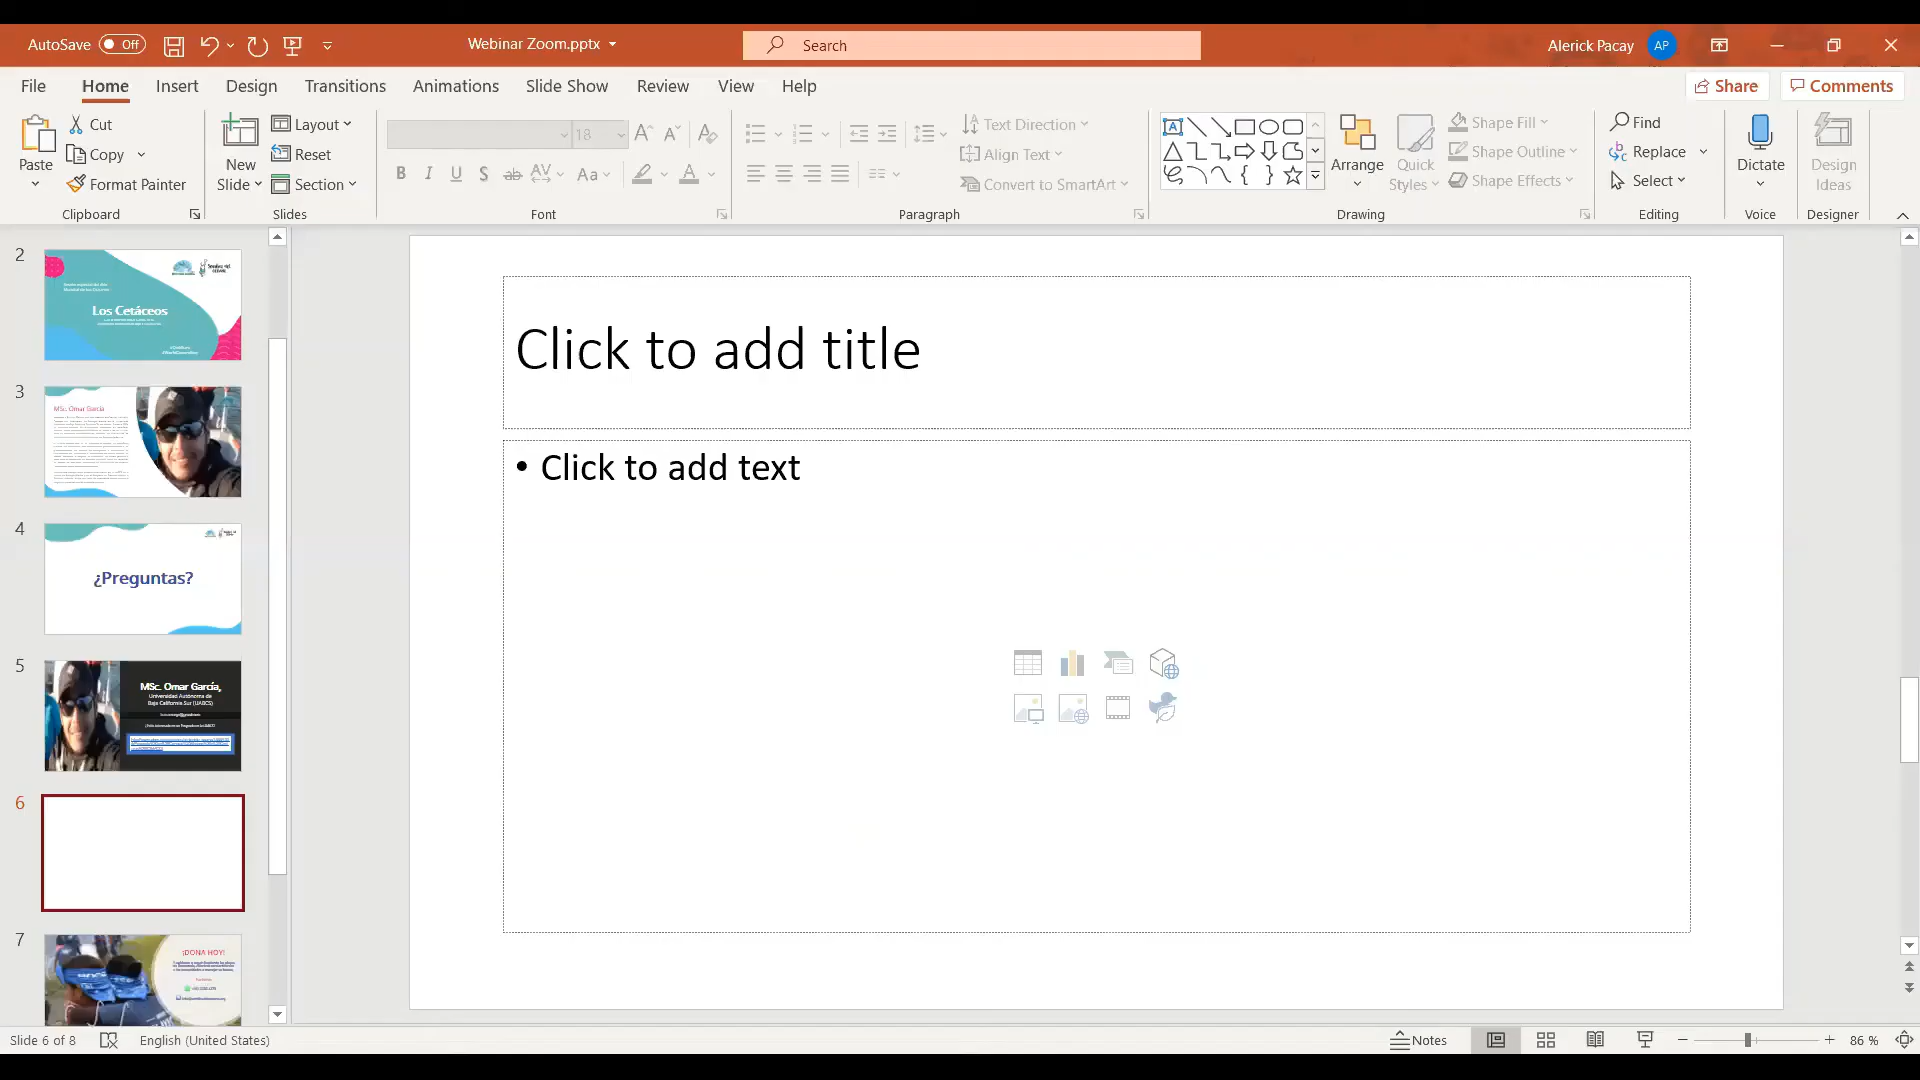 AutoSave Off Webinar Zoom.pptx Search Alerick Pacay AP
File Home Insert Design Transitions Animations Slide Show Review View Help Share Comments
Paste Cut Copy Format Painter Clipboard
New Slide Layout Reset Section Slides
18 Font
B I U S ab AV Aa A
Text Direction Align Text Convert to SmartArt Paragraph
Arrange Quick Styles Shape Fill Shape Outline Shape Effects Drawing
Find Replace Select Editing
Dictate Voice
Design Ideas Designer
2
Los Cetáceos
3
MSc. Omar García
4
¿Preguntas?
5
MSc. Omar García,
Universidad Autónoma de
Baja California Sur (UABCS)
6
7
¡DONA HOY!
Click to add title
• Click to add text
Slide 6 of 8 English (United States) Notes 86 %